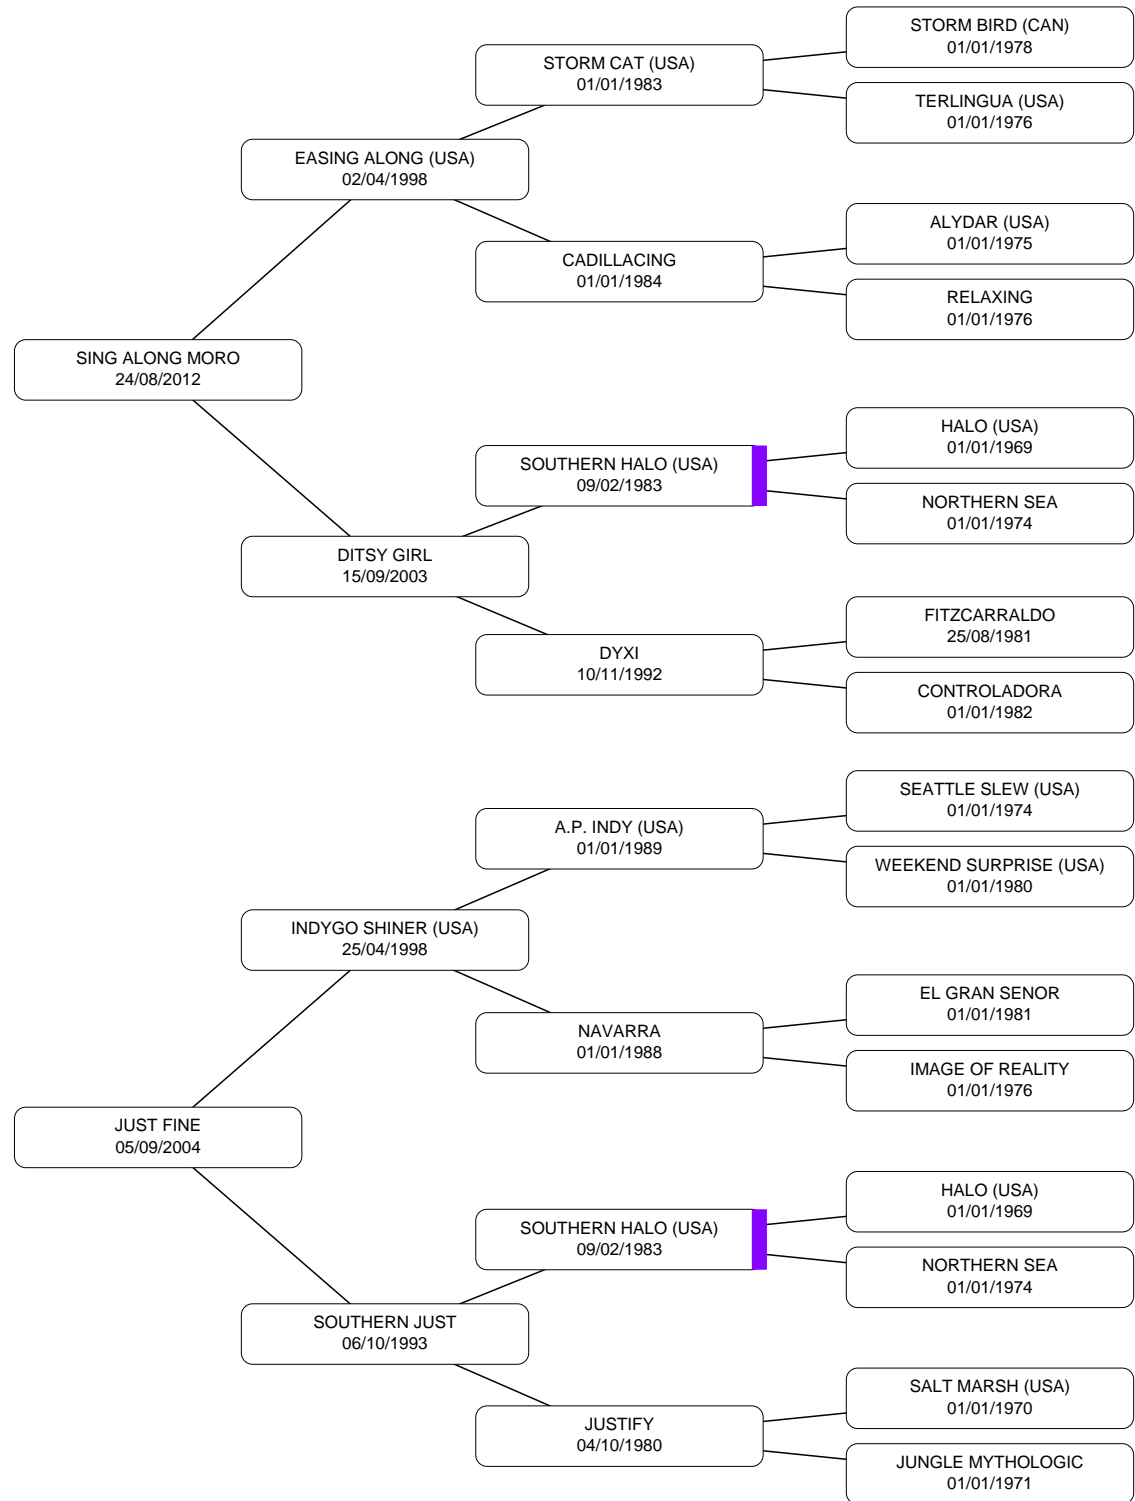 STORM BIRD (CAN)
01/01/1978
STORM CAT (USA)
01/01/1983
TERLINGUA (USA)
01/01/1976
EASING ALONG (USA)
02/04/1998
ALYDAR (USA)
01/01/1975
CADILLACING
01/01/1984
RELAXING
01/01/1976
SING ALONG MORO
24/08/2012
HALO (USA)
01/01/1969
SOUTHERN HALO (USA)
09/02/1983
NORTHERN SEA
01/01/1974
DITSY GIRL
15/09/2003
FITZCARRALDO
25/08/1981
DYXI
10/11/1992
CONTROLADORA
01/01/1982
SEATTLE SLEW (USA)
01/01/1974
A.P. INDY (USA)
01/01/1989
WEEKEND SURPRISE (USA)
01/01/1980
INDYGO SHINER (USA)
25/04/1998
EL GRAN SENOR
01/01/1981
NAVARRA
01/01/1988
IMAGE OF REALITY
01/01/1976
JUST FINE
05/09/2004
HALO (USA)
01/01/1969
SOUTHERN HALO (USA)
09/02/1983
NORTHERN SEA
01/01/1974
SOUTHERN JUST
06/10/1993
SALT MARSH (USA)
01/01/1970
JUSTIFY
04/10/1980
JUNGLE MYTHOLOGIC
01/01/1971